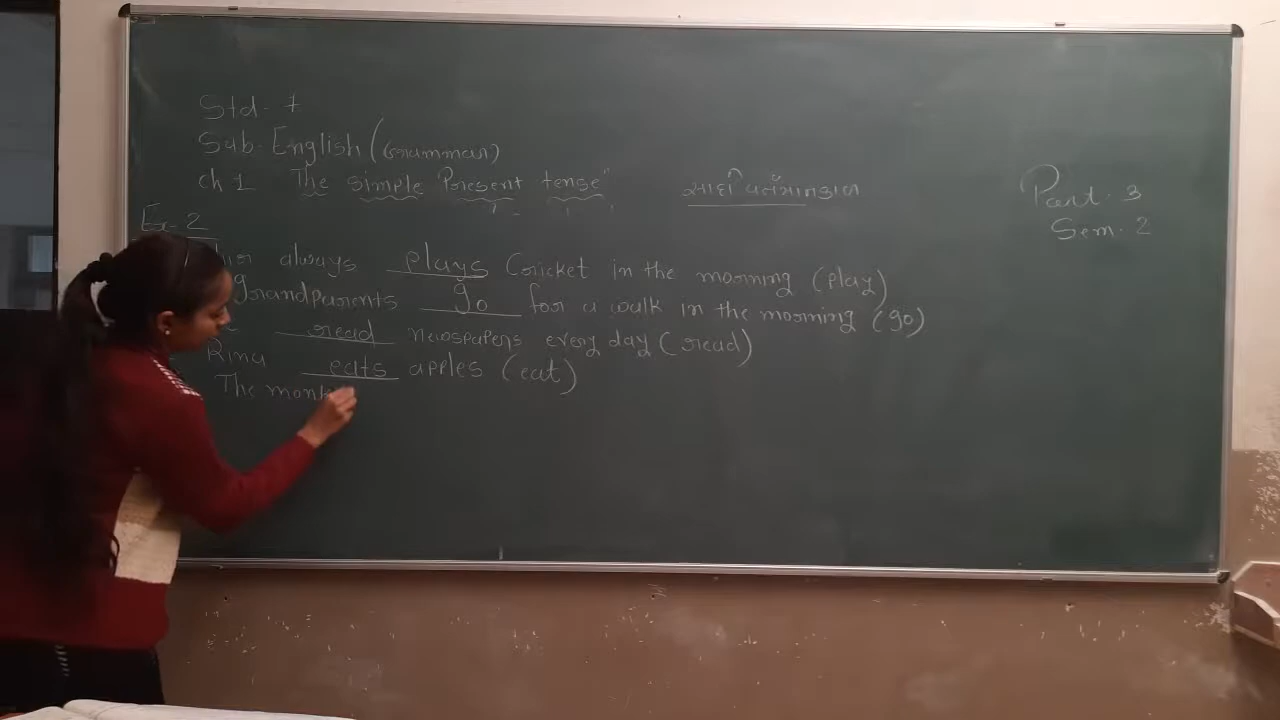 Std - 7
Sub. English (Grammar)
ch 1 The simple Present tense" સાદો વર્તમાનકાળ
Part. 3
Sem. 2
Ex-2
always plays Cricket in the morning (play)
grandparents go for a walk in the morning (go)
read newspapers every day (read)
Rina eats apples (eat)
The